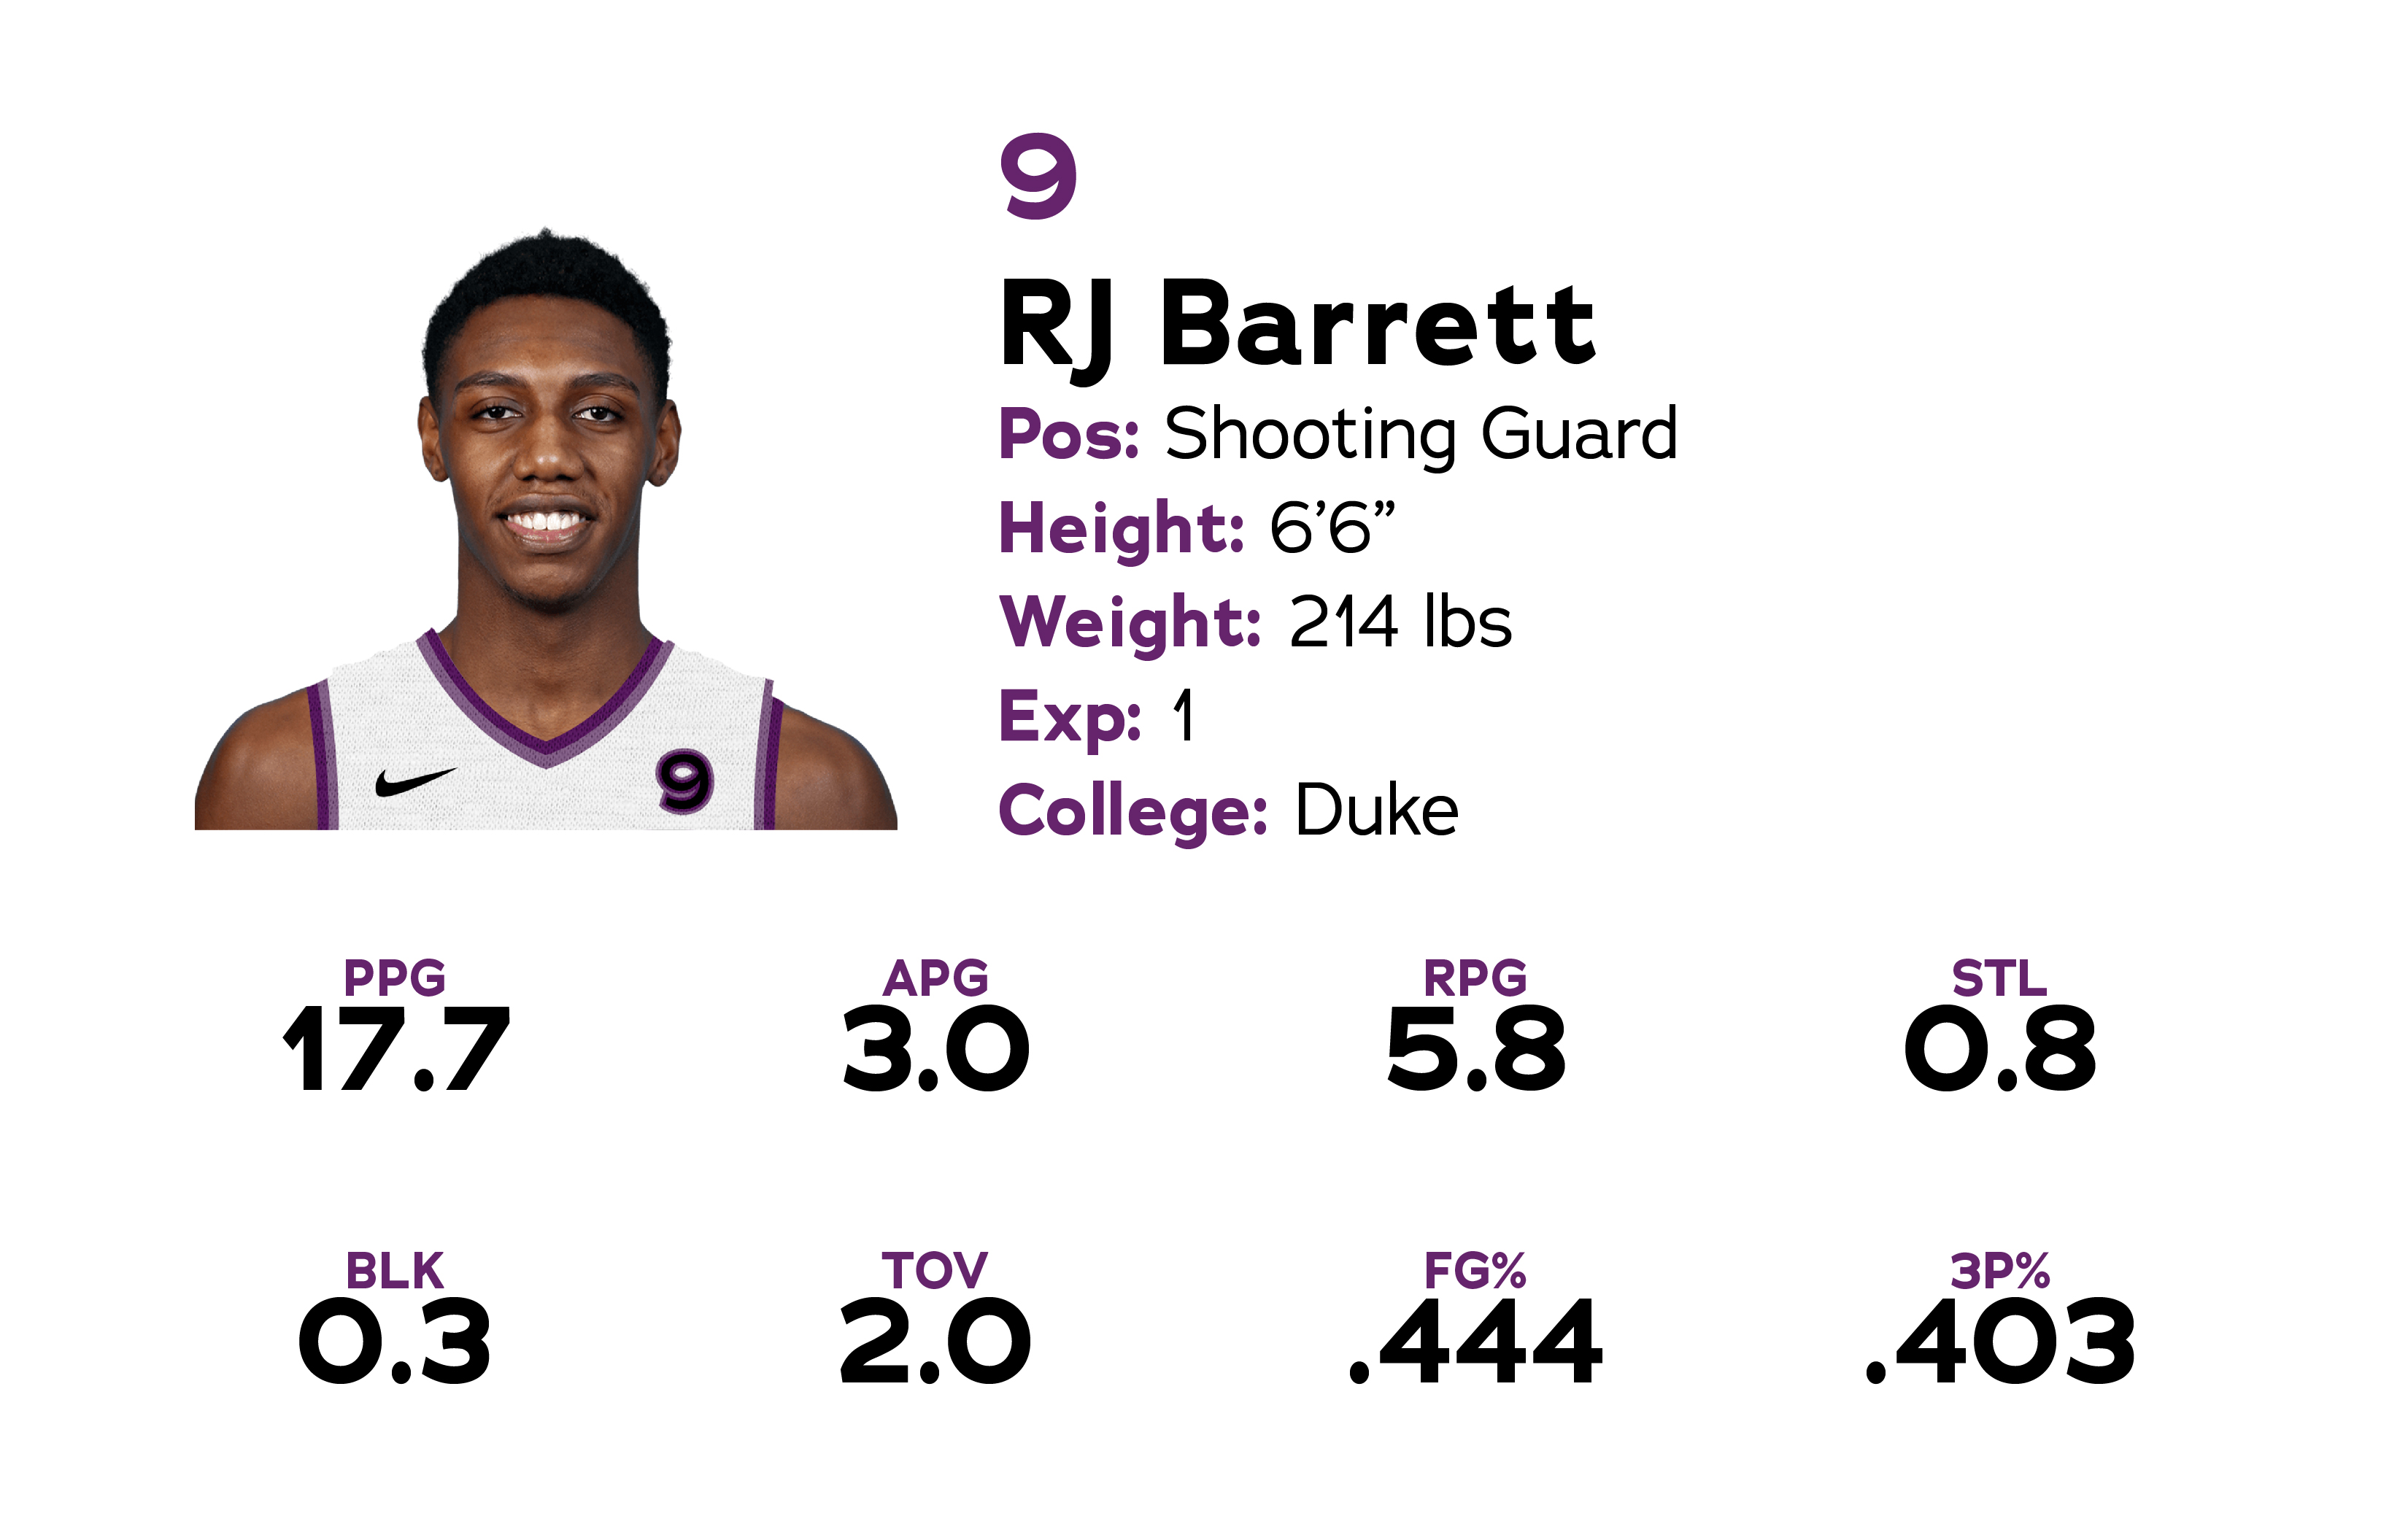 9
RJ Barrett
Pos: Shooting Guard
Height: 6’6”
Weight: 214 lbs
Exp: 1
College: Duke
9
PPG APG RPG STL
17.7 3.0 5.8 0.8
BLK TOV FG% 3P%
0.3 2.0 .444 .403